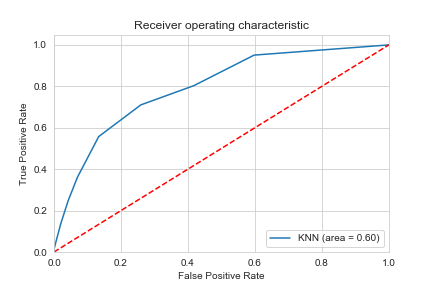 Receiver operating characteristic
1.0
0.8
0.6
0.4
0.2
0.0
True Positive Rate
KNN (area = 0.60)
0.0 0.2 0.4 0.6 0.8 1.0
False Positive Rate